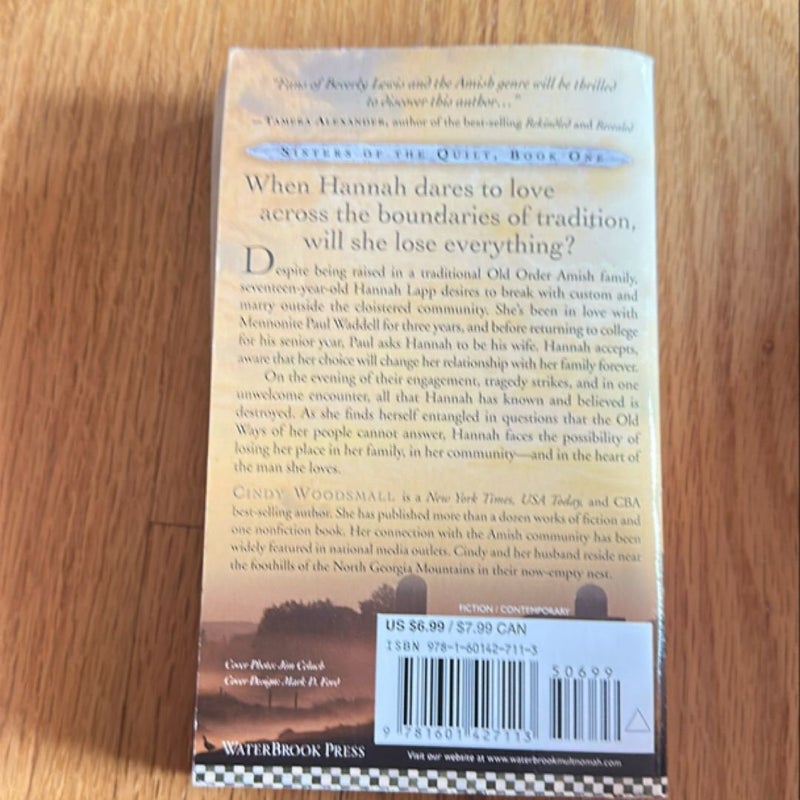 "Fans of Beverly Lewis and the Amish genre will be thrilled
to discover this author..."
— TAMERA ALEXANDER, author of the best-selling Rekindled and Revealed
SISTERS OF THE QUILT, BOOK ONE
When Hannah dares to love
across the boundaries of tradition,
will she lose everything?
Despite being raised in a traditional Old Order Amish family,
seventeen-year-old Hannah Lapp desires to break with custom and
marry outside the cloistered community. She's been in love with
Mennonite Paul Waddell for three years, and before returning to college
for his senior year, Paul asks Hannah to be his wife. Hannah accepts,
aware that her choice will change her relationship with her family forever.
On the evening of their engagement, tragedy strikes, and in one
unwelcome encounter, all that Hannah has known and believed is
destroyed. As she finds herself entangled in questions that the Old
Ways of her people cannot answer, Hannah faces the possibility of
losing her place in her family, in her community—and in the heart of
the man she loves.
CINDY WOODSMALL is a New York Times, USA Today, and CBA
best-selling author. She has published more than a dozen works of fiction and
one nonfiction book. Her connection with the Amish community has been
widely featured in national media outlets. Cindy and her husband reside near
the foothills of the North Georgia Mountains in their now-empty nest.
FICTION / CONTEMPORARY
US $6.99 / $7.99 CAN
ISBN 978-1-60142-711-3
50699
9 781601 427113
Cover Photo: Jim Celuch
Cover Design: Mark D. Ford
WATERBROOK PRESS
Visit our website at www.waterbrookmultnomah.com